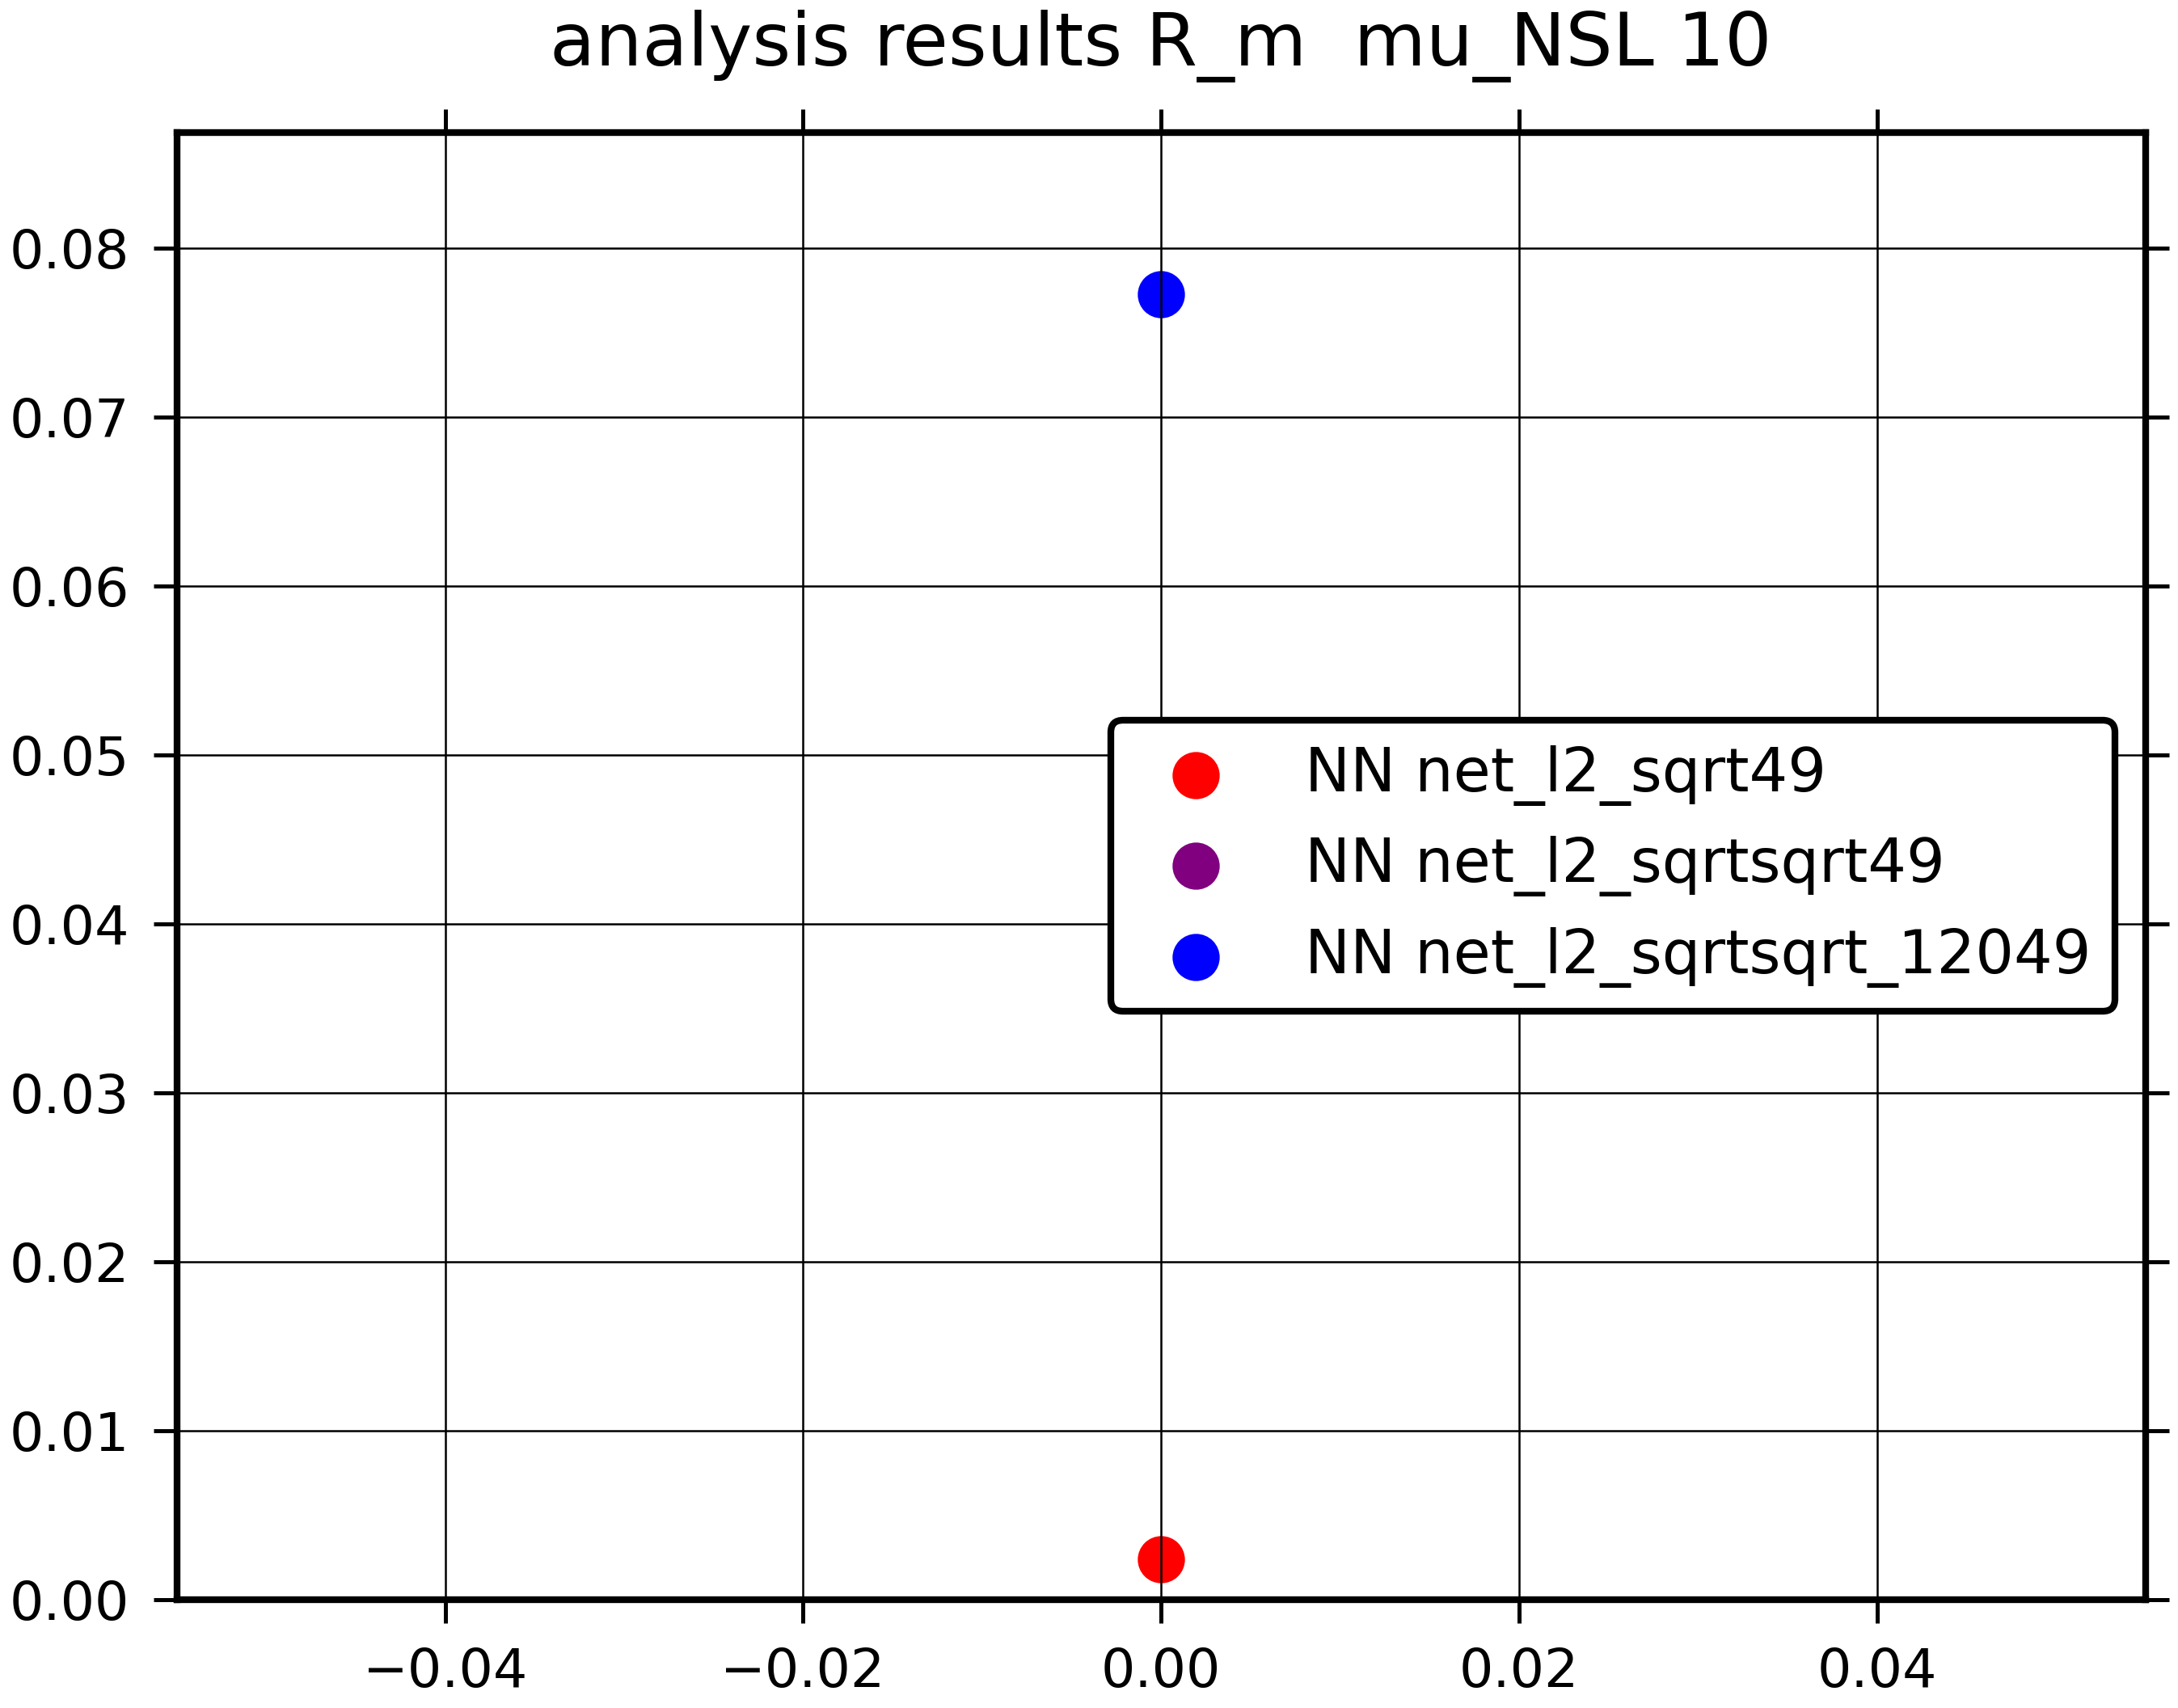 analysis results R_m  mu_NSL 10
0.08
0.07
0.06
0.05
0.04
0.03
0.02
0.01
0.00
NN net_l2_sqrt49
NN net_l2_sqrtsqrt49
NN net_l2_sqrtsqrt_12049
−0.04 −0.02 0.00 0.02 0.04